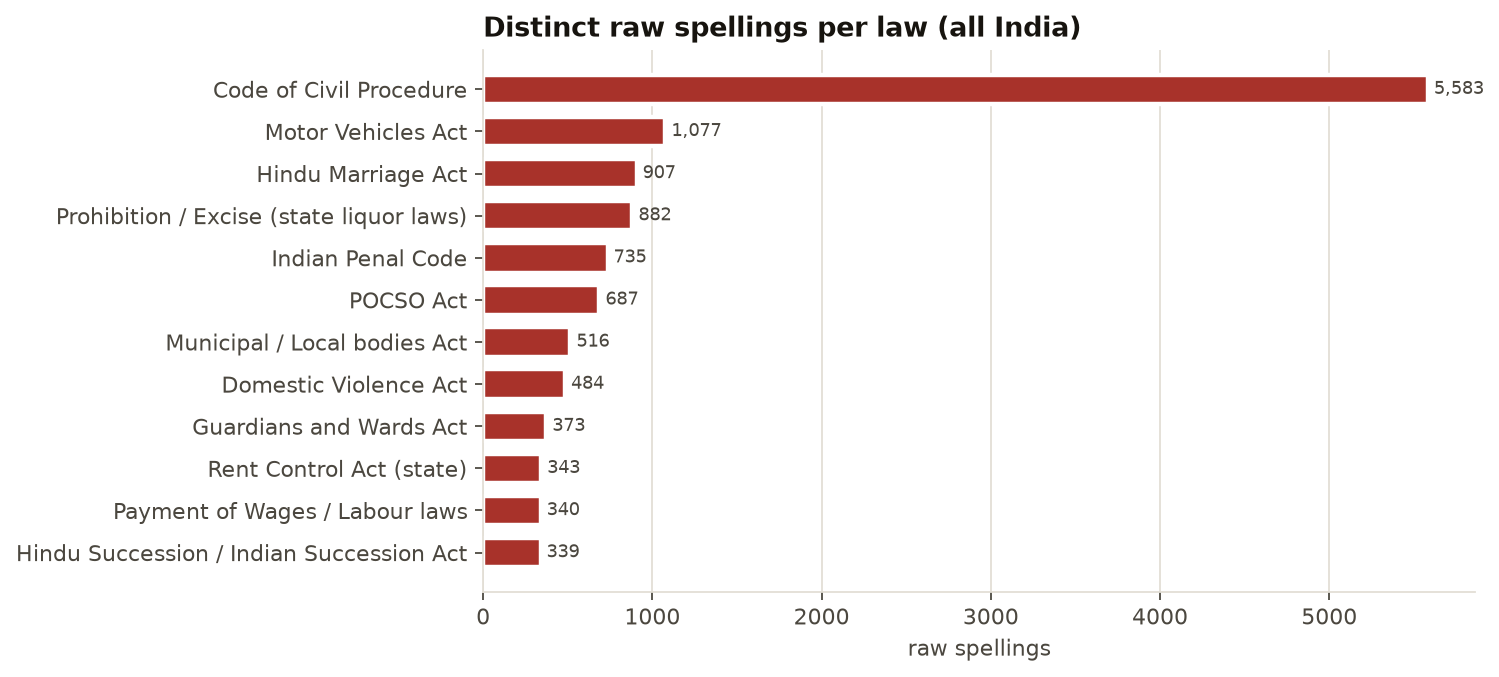 Distinct raw spellings per law (all India)
Code of Civil Procedure 5,583
Motor Vehicles Act 1,077
Hindu Marriage Act 907
Prohibition / Excise (state liquor laws) 882
Indian Penal Code 735
POCSO Act 687
Municipal / Local bodies Act 516
Domestic Violence Act 484
Guardians and Wards Act 373
Rent Control Act (state) 343
Payment of Wages / Labour laws 340
Hindu Succession / Indian Succession Act 339
0 1000 2000 3000 4000 5000
raw spellings